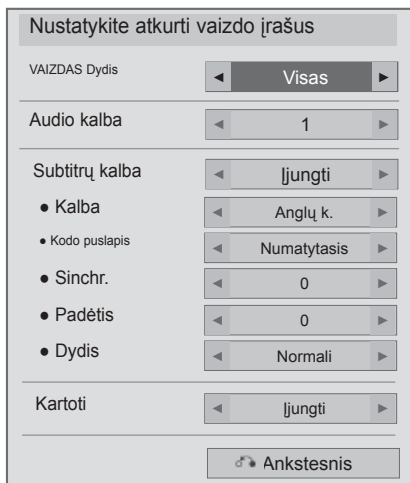 Nustatykite atkurti vaizdo įrašus
VAIZDAS Dydis ◄ Visas ►
Audio kalba ◄ 1 ►
Subtitrų kalba ◄ Įjungti ►
● Kalba ◄ Anglų k. ►
● Kodo puslapis ◄ Numatytasis ►
● Sinchr. ◄ 0 ►
● Padėtis ◄ 0 ►
● Dydis ◄ Normali ►
Kartoti ◄ Įjungti ►
Ankstesnis